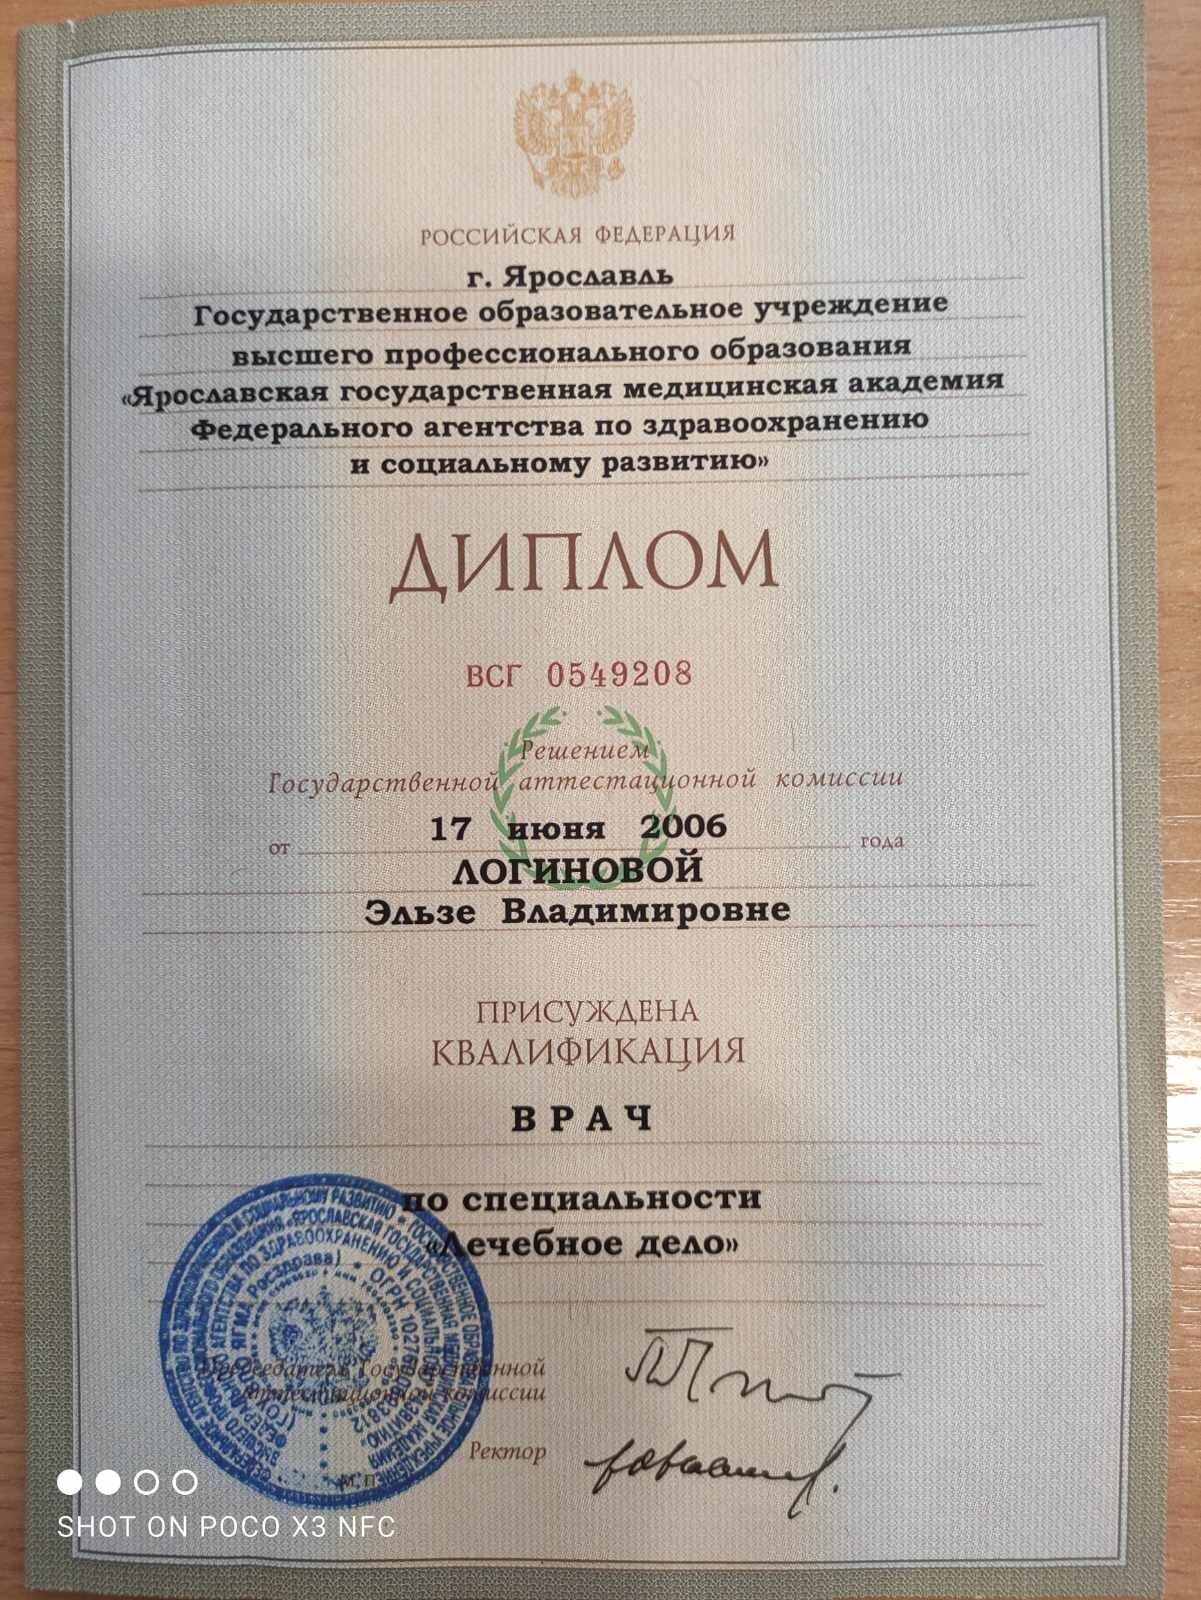 РОССИЙСКАЯ ФЕДЕРАЦИЯ
г. Ярославль
Государственное образовательное учреждение
высшего профессионального образования
«Ярославская государственная медицинская академия
Федерального агентства по здравоохранению
и социальному развитию»
ДИПЛОМ
ВСГ 0549208
Решением
Государственной аттестационной комиссии
от 17 июня 2006 года
ЛОГИНОВОЙ
Эльзе Владимировне
ПРИСУЖДЕНА
КВАЛИФИКАЦИЯ
ВРАЧ
по специальности
«Лечебное дело»
Председатель Государственной
аттестационной комиссии
Ректор
М. П.
SHOT ON POCO X3 NFC